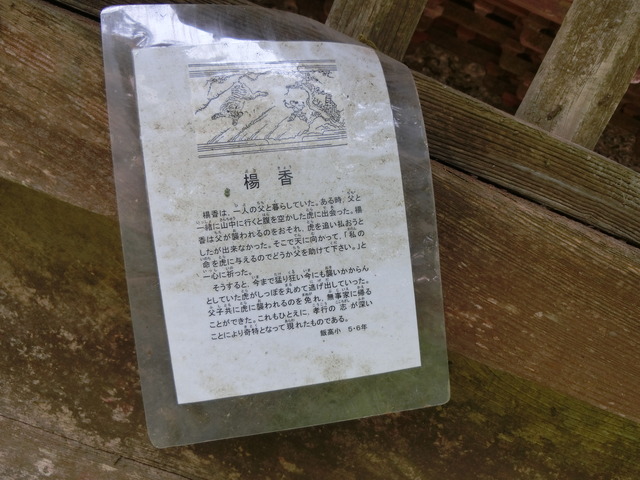 楊香
楊香は、一人の父と暮らしていた。ある時、父と
一緒に山中に行くと腹を空かした虎に出会った。楊
香は父が襲われるのをおそれ、虎を追い払おうと
したが出来なかった。そこで天に向かって、「私の
命を虎に与えるのでどうか父を助けて下さい。」と
一心に祈った。
そうすると、今まで猛り狂い今にも襲いかからん
としていた虎がしっぽを丸めて逃げ出していった。
父子共に虎に襲われるのを免れ、無事家に帰る
ことができた。これもひとえに、孝行の志が深い
ことにより奇特となって現れたものである。
飯高小 5・6年